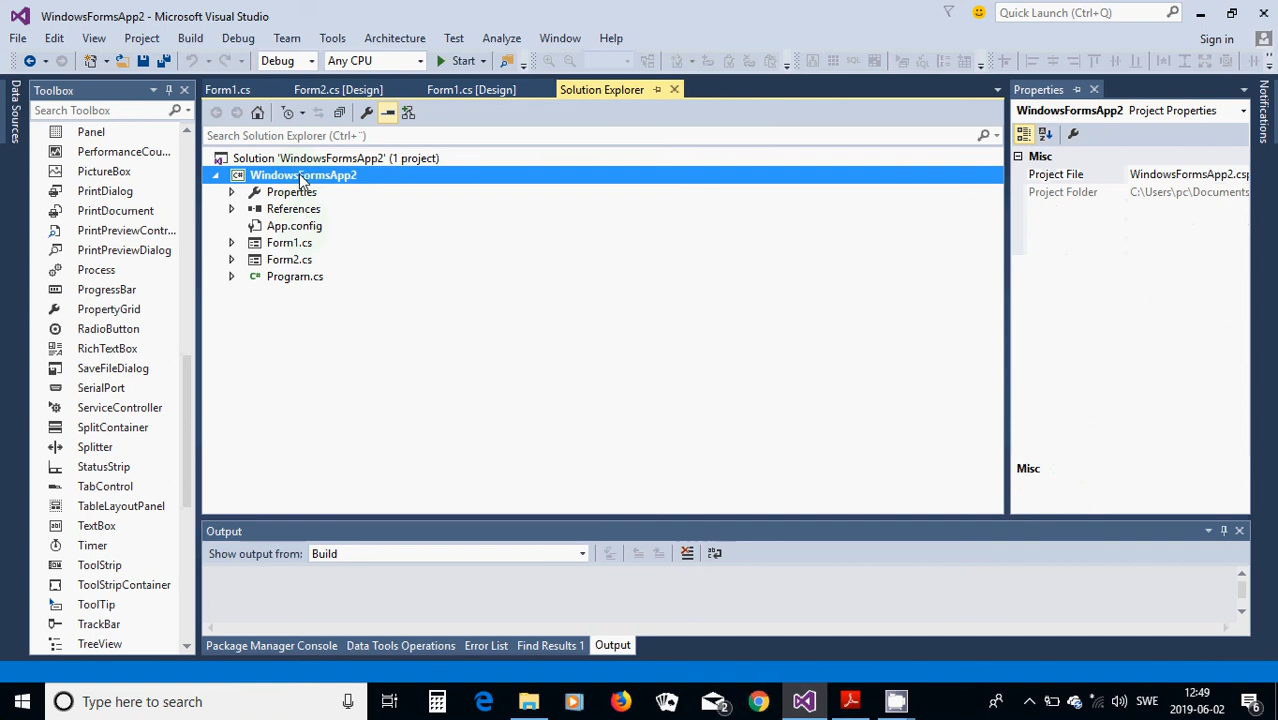 WindowsFormsApp2 - Microsoft Visual Studio
Quick Launch (Ctrl+Q)
File Edit View Project Build Debug Team Tools Architecture Test Analyze Window Help
Sign in
Debug Any CPU Start
Data Sources
Toolbox
Search Toolbox
Panel
PerformanceCou...
PictureBox
PrintDialog
PrintDocument
PrintPreviewContr...
PrintPreviewDialog
Process
ProgressBar
PropertyGrid
RadioButton
RichTextBox
SaveFileDialog
SerialPort
ServiceController
SplitContainer
Splitter
StatusStrip
TabControl
TableLayoutPanel
TextBox
Timer
ToolStrip
ToolStripContainer
ToolTip
TrackBar
TreeView
Form1.cs Form2.cs [Design] Form1.cs [Design] Solution Explorer
Search Solution Explorer (Ctrl+¨)
Solution 'WindowsFormsApp2' (1 project)
WindowsFormsApp2
Properties
References
App.config
Form1.cs
Form2.cs
Program.cs
Properties
WindowsFormsApp2 Project Properties
Misc
Project File WindowsFormsApp2.csp
Project Folder C:\Users\pc\Documents
Misc
Notifications
Output
Show output from: Build
Package Manager Console Data Tools Operations Error List Find Results 1 Output
Type here to search
2
SWE
12:49
2019-06-02
6